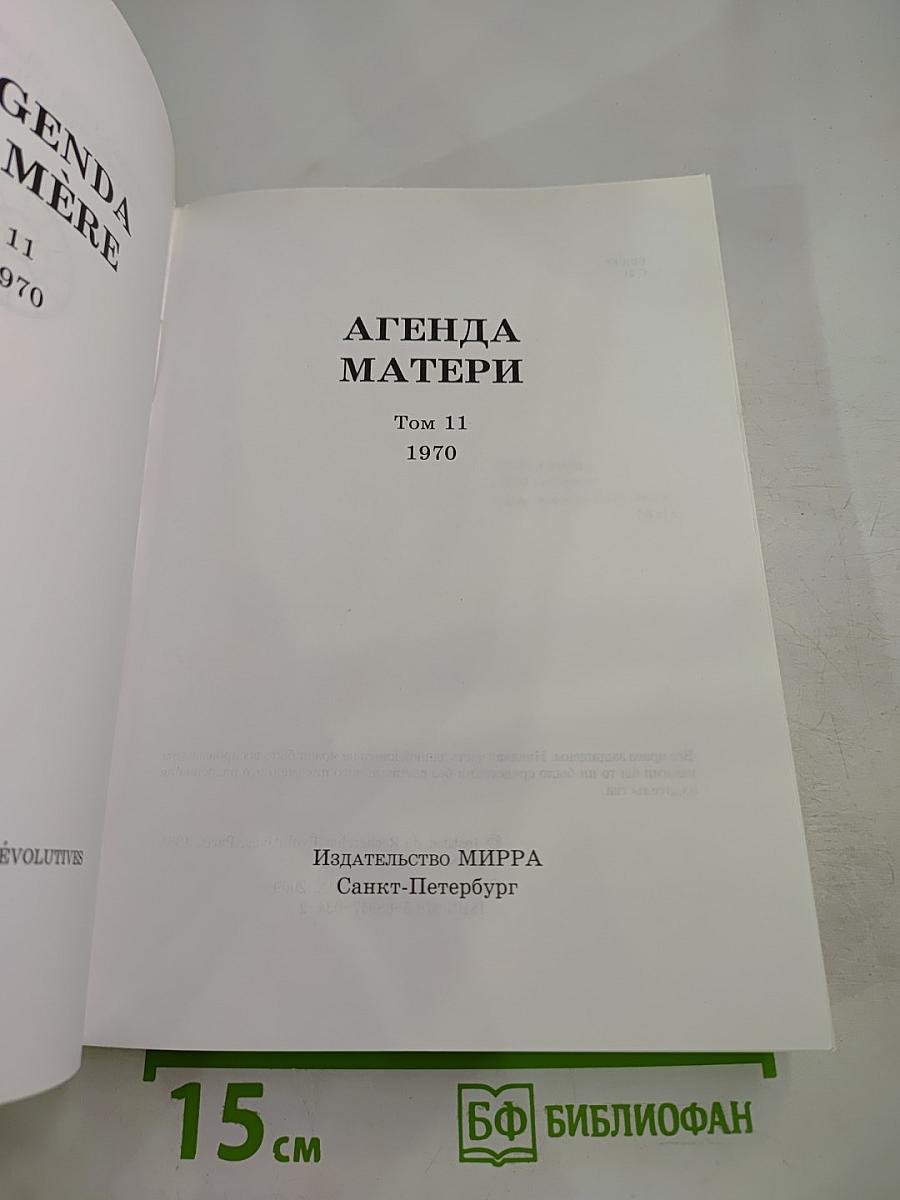 GENDA
MÈRE
11
970
ÉVOLUTIVES
АГЕНДА
МАТЕРИ
Том 11
1970
Издательство МИРРА
Санкт-Петербург
15 см
БФ БИБЛИОФАН